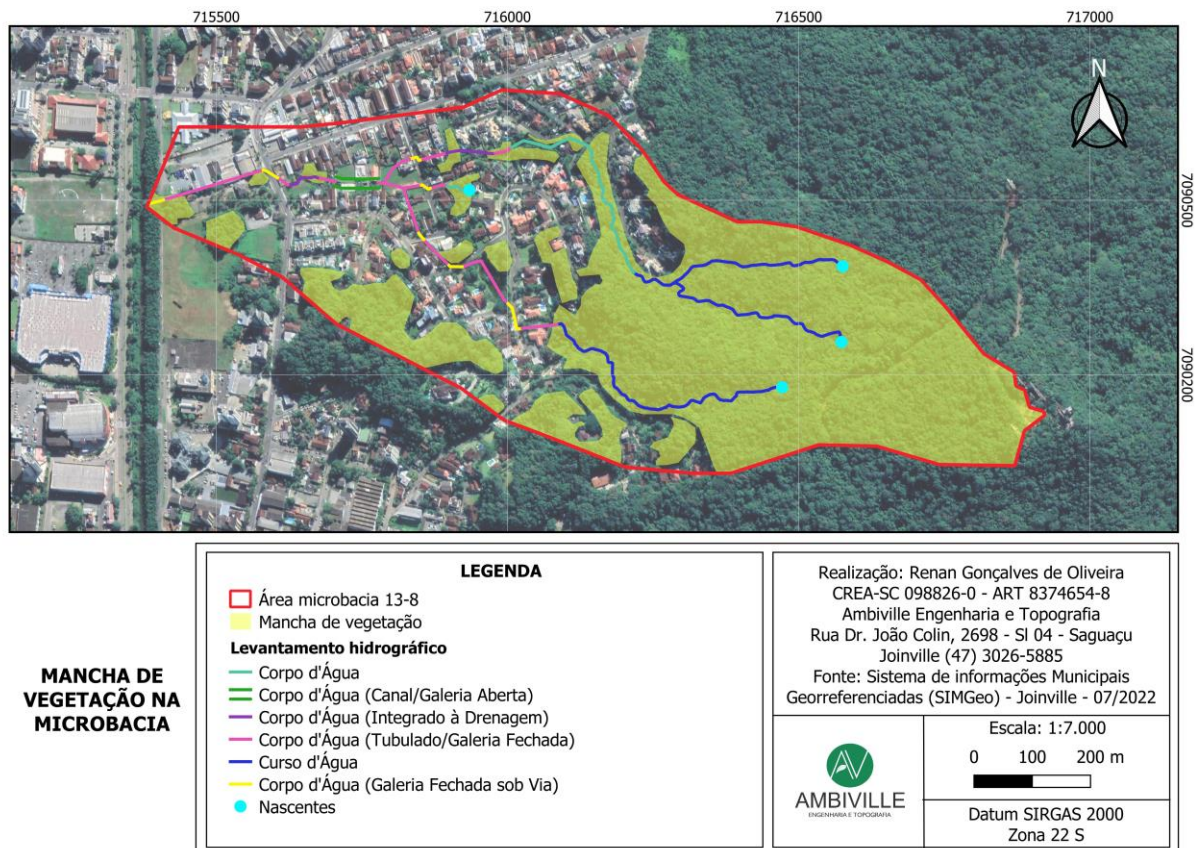 715500
716000
716500
717000
N
7090500
7090200
MANCHA DE
VEGETAÇÃO NA
MICROBACIA
LEGENDA
Área microbacia 13-8
Mancha de vegetação
Levantamento hidrográfico
Corpo d'Água
Corpo d'Água (Canal/Galeria Aberta)
Corpo d'Água (Integrado à Drenagem)
Corpo d'Água (Tubulado/Galeria Fechada)
Curso d'Água
Corpo d'Água (Galeria Fechada sob Via)
Nascentes
Realização: Renan Gonçalves de Oliveira
CREA-SC 098826-0 - ART 8374654-8
Ambiville Engenharia e Topografia
Rua Dr. João Colin, 2698 - Sl 04 - Saguaçu
Joinville (47) 3026-5885
Fonte: Sistema de informações Municipais
Georreferenciadas (SIMGeo) - Joinville - 07/2022
AMBIVILLE
ENGENHARIA E TOPOGRAFIA
Escala: 1:7.000
0 100 200 m
Datum SIRGAS 2000
Zona 22 S